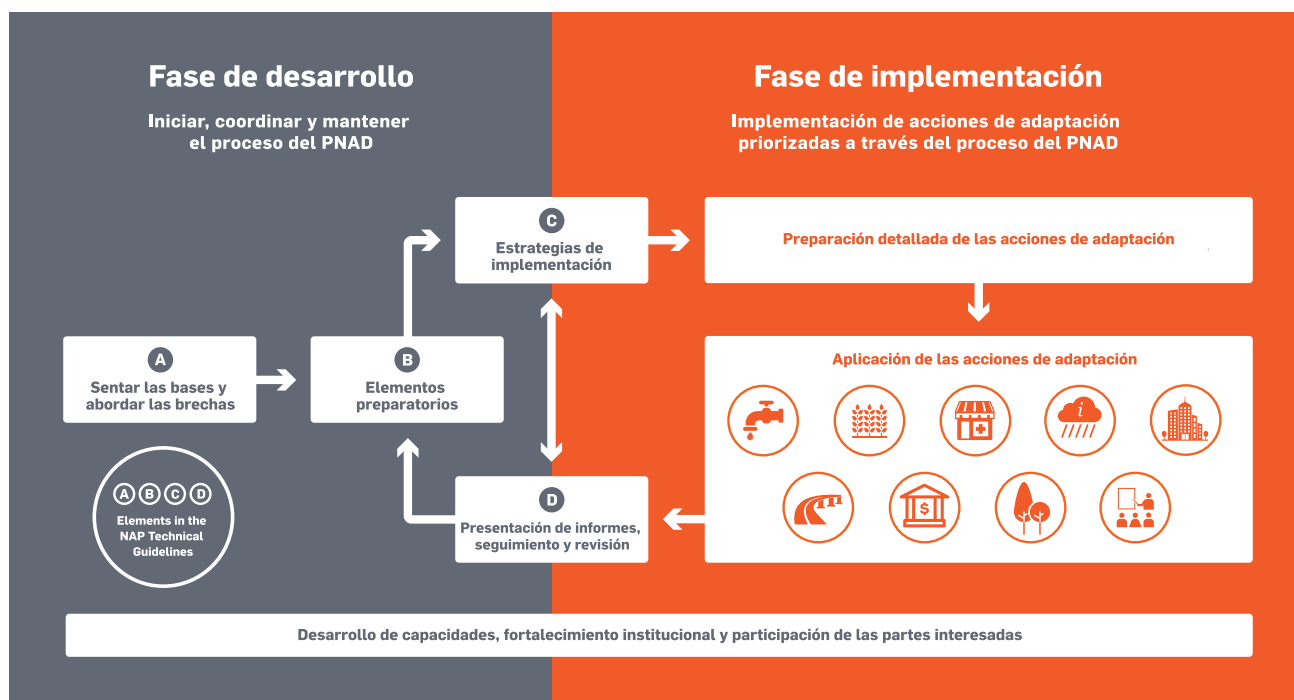 Fase de desarrollo
Iniciar, coordinar y mantener
el proceso del PNAD
Fase de implementación
Implementación de acciones de adaptación
priorizadas a través del proceso del PNAD
C
Estrategias de
implementación
Preparación detallada de las acciones de adaptación
A
Sentar las bases y
abordar las brechas
B
Elementos
preparatorios
Aplicación de las acciones de adaptación
i
$
A B C D
Elements in the
NAP Technical
Guidelines
D
Presentación de informes,
seguimiento y revisión
Desarrollo de capacidades, fortalecimiento institucional y participación de las partes interesadas